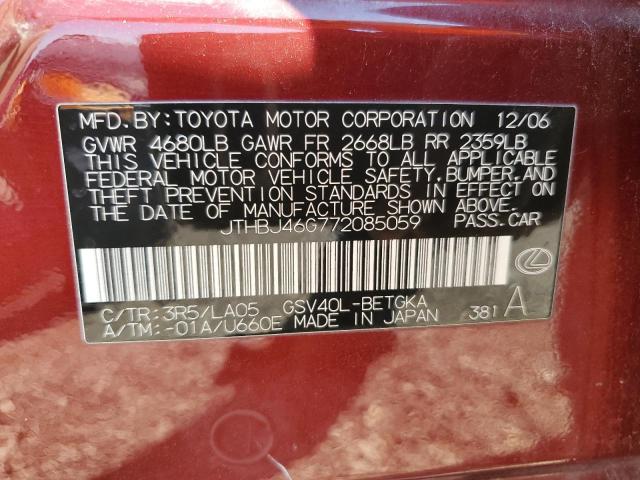 MFD.BY:TOYOTA MOTOR CORPORATION 12/06
GVWR 4680LB GAWR FR 2668LB RR 2359LB
THIS VEHICLE CONFORMS TO ALL APPLICABLE
FEDERAL MOTOR VEHICLE SAFETY,BUMPER,AND
THEFT PREVENTION STANDARDS IN EFFECT ON
THE DATE OF MANUFACTURE SHOWN ABOVE.
JTHBJ46G772085059 PASS.CAR
C/TR:3R5/LA05 GSV40L-BETGKA
A/TM:-01A/U660E MADE IN JAPAN 381 A